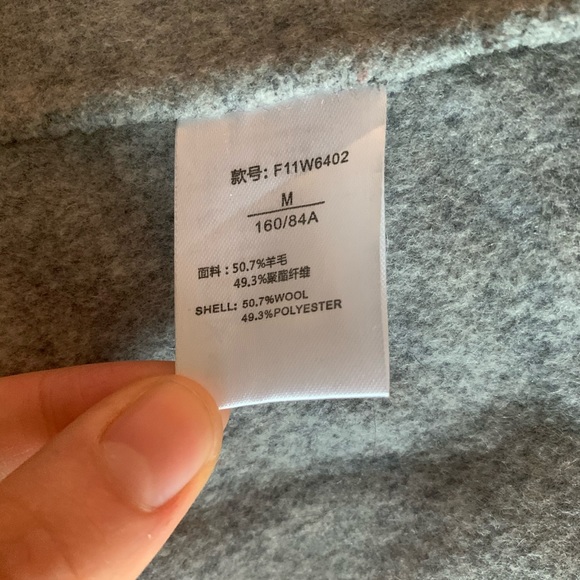 款号: F11W6402
M
160/84A
面料：50.7%羊毛
49.3%聚酯纤维
SHELL: 50.7%WOOL
49.3%POLYESTER